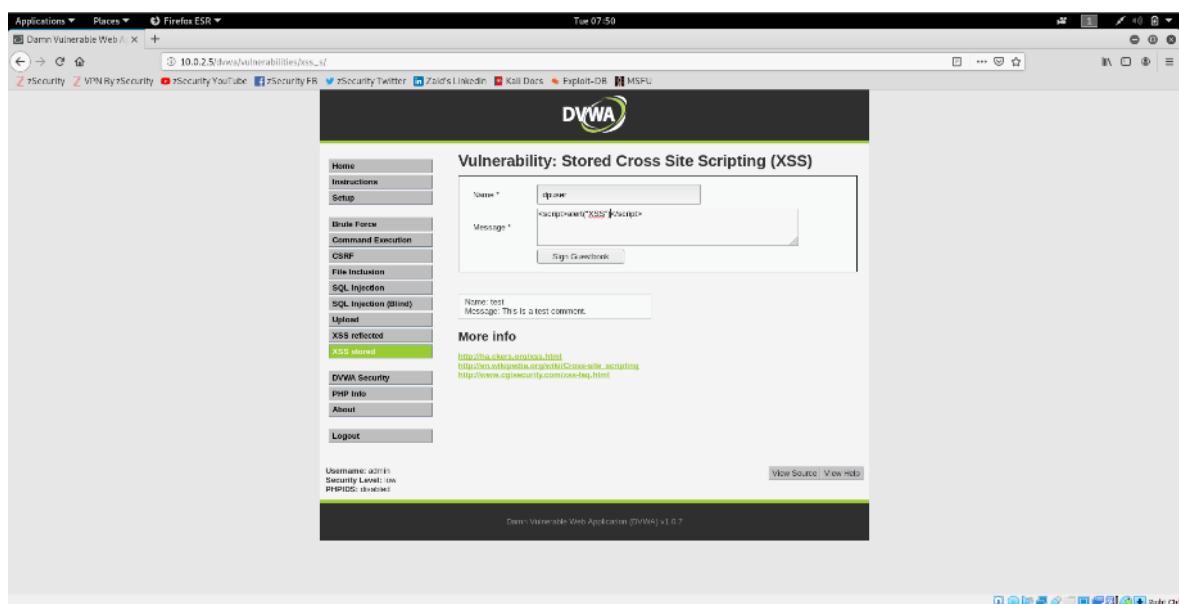 Applications Places Firefox ESR Tue 07:50 1
Damn Vulnerable Web A × +
10.0.2.5/dvwa/vulnerabilities/xss_s/
zSecurity VPN By zSecurity zSecurity YouTube zSecurity FB zSecurity Twitter Zaid's Linkedin Kali Docs Exploit-DB MSFU
DVWA
Vulnerability: Stored Cross Site Scripting (XSS)
Home
Instructions
Setup
Brute Force
Command Execution
CSRF
File Inclusion
SQL Injection
SQL Injection (Blind)
Upload
XSS reflected
XSS stored
DVWA Security
PHP Info
About
Logout
Name *
Message * <script>alert("XSS")</script>
Sign Guestbook
Name: test
Message: This is a test comment.
More info
http://ha.ckers.org/xss.html
http://en.wikipedia.org/wiki/Cross-site_scripting
http://www.cgisecurity.com/xss-faq.html
Username: admin
Security Level: low
PHPIDS: disabled
View Source View Help
Damn Vulnerable Web Application (DVWA) v1.0.7